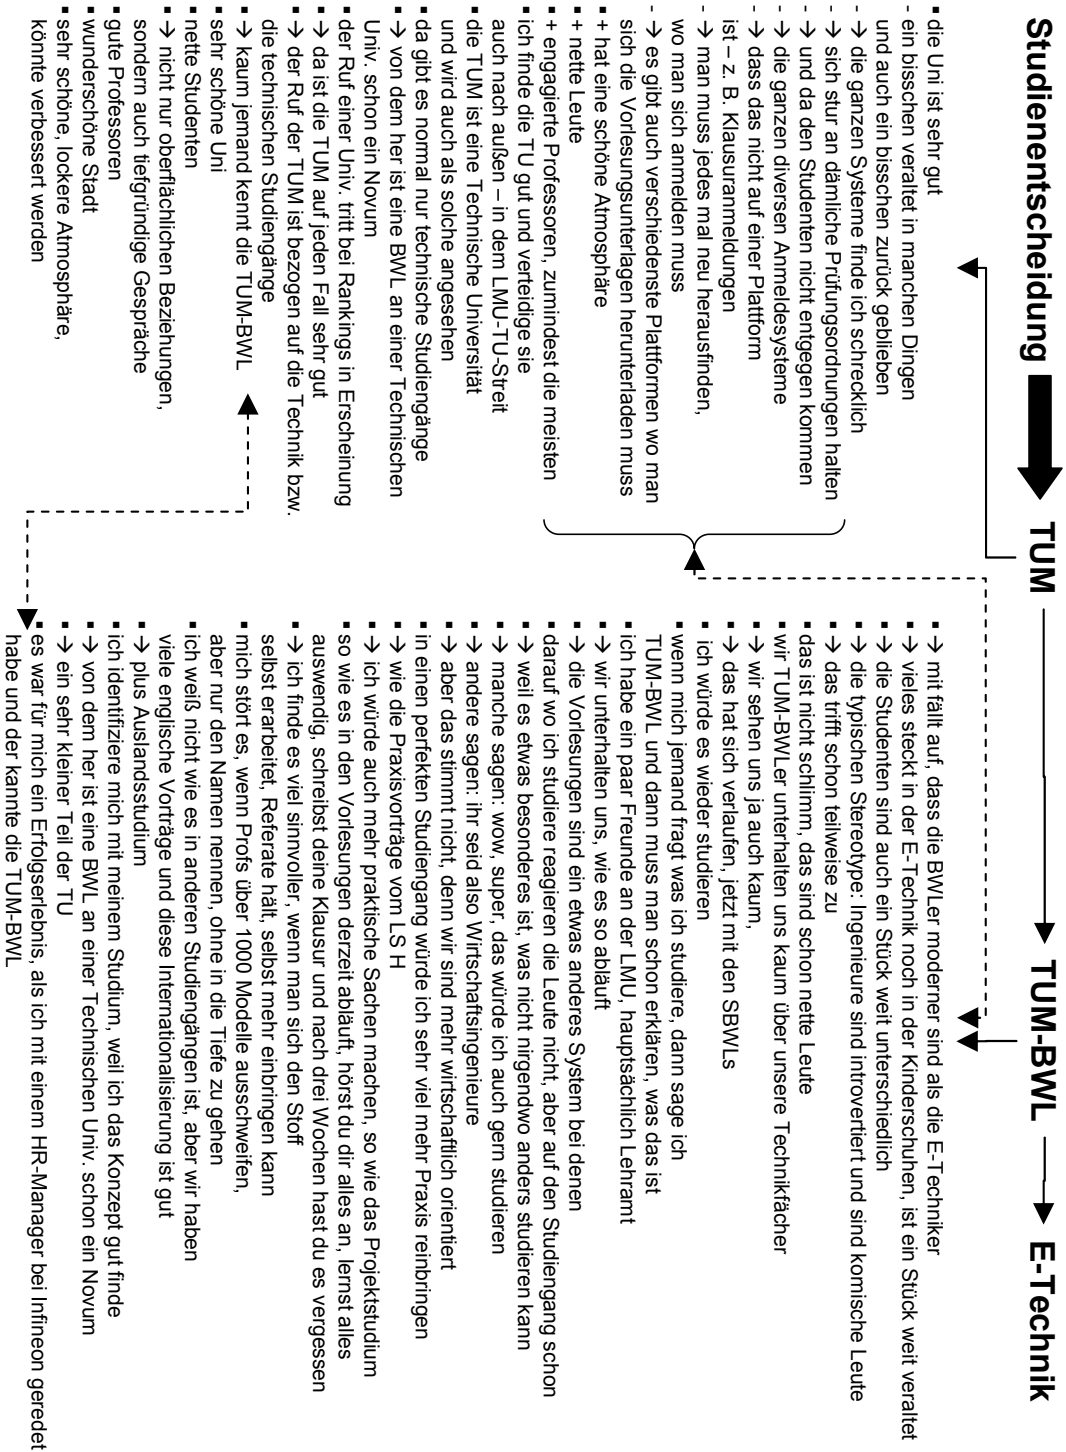 Studienentscheidung TUM TUM-BWL E-Technik
▪ die Uni ist sehr gut
- ein bisschen veraltet in manchen Dingen
und auch ein bisschen zurück geblieben
- → die ganzen Systeme finde ich schrecklich
- → sich stur an dämliche Prüfungsordnungen halten
- → und da den Studenten nicht entgegen kommen
- → die ganzen diversen Anmeldesysteme
- → dass das nicht auf einer Plattform
ist – z. B. Klausuranmeldungen
- → man muss jedes mal neu herausfinden,
wo man sich anmelden muss
- → es gibt auch verschiedenste Plattformen wo man
sich die Vorlesungsunterlagen herunterladen muss
▪ + hat eine schöne Atmosphäre
▪ + nette Leute
▪ + engagierte Professoren, zumindest die meisten
▪ ich finde die TU gut und verteidige sie
auch nach außen – in dem LMU-TU-Streit
▪ die TUM ist eine Technische Universität
und wird auch als solche angesehen
▪ da gibt es normal nur technische Studiengänge
▪ → von dem her ist eine BWL an einer Technischen
Univ. schon ein Novum
▪ der Ruf einer Univ. tritt bei Rankings in Erscheinung
▪ → da ist die TUM auf jeden Fall sehr gut
▪ → der Ruf der TUM ist bezogen auf die Technik bzw.
die technischen Studiengänge
▪ → kaum jemand kennt die TUM-BWL
▪ sehr schöne Uni
▪ nette Studenten
▪ → nicht nur oberflächlichen Beziehungen,
sondern auch tiefgründige Gespräche
▪ gute Professoren
▪ wunderschöne Stadt
▪ sehr schöne, lockere Atmosphäre,
könnte verbessert werden
▪ → mit fällt auf, dass die BWLer moderner sind als die E-Techniker
▪ → vieles steckt in der E-Technik noch in der Kinderschuhen, ist ein Stück weit veraltet
▪ → die Studenten sind auch ein Stück weit unterschiedlich
▪ → die typischen Stereotype: Ingenieure sind introvertiert und sind komische Leute
▪ → das trifft schon teilweise zu
▪ das ist nicht schlimm, das sind schon nette Leute
▪ wir TUM-BWLer unterhalten uns kaum über unsere Technikfächer
▪ → wir sehen uns ja auch kaum,
▪ → das hat sich verlaufen, jetzt mit den SBWLs
▪ ich würde es wieder studieren
▪ wenn mich jemand fragt was ich studiere, dann sage ich
TUM-BWL und dann muss man schon erklären, was das ist
▪ ich habe ein paar Freunde an der LMU, hauptsächlich Lehramt
▪ → wir unterhalten uns, wie es so abläuft
▪ → die Vorlesungen sind ein etwas anderes System bei denen
▪ darauf wo ich studiere reagieren die Leute nicht, aber auf den Studiengang schon
▪ → weil es etwas besonderes ist, was nicht nirgendwo anders studieren kann
▪ → manche sagen: wow, super, das würde ich auch gern studieren
▪ → andere sagen: ihr seid also Wirtschaftsingenieure
▪ → aber das stimmt nicht, denn wir sind mehr wirtschaftlich orientiert
▪ in einen perfekten Studiengang würde ich sehr viel mehr Praxis reinbringen
▪ → wie die Praxisvorträge vom LS H
▪ → ich würde auch mehr praktische Sachen machen, so wie das Projektstudium
▪ so wie es in den Vorlesungen derzeit abläuft, hörst du dir alles an, lernst alles
auswendig, schreibst deine Klausur und nach drei Wochen hast du es vergessen
▪ → ich finde es viel sinnvoller, wenn man sich den Stoff
selbst erarbeitet, Referate hält, selbst mehr einbringen kann
▪ mich stört es, wenn Profs über 1000 Modelle ausschweifen,
aber nur den Namen nennen, ohne in die Tiefe zu gehen
▪ ich weiß nicht wie es in anderen Studiengängen ist, aber wir haben
viele englische Vorträge und diese Internationalisierung ist gut
▪ → plus Auslandsstudium
▪ ich identifiziere mich mit meinem Studium, weil ich das Konzept gut finde
▪ → von dem her ist eine BWL an einer Technischen Univ. schon ein Novum
▪ → ein sehr kleiner Teil der TU
▪ es war für mich ein Erfolgserlebnis, als ich mit einem HR-Manager bei Infineon geredet
habe und der kannte die TUM-BWL